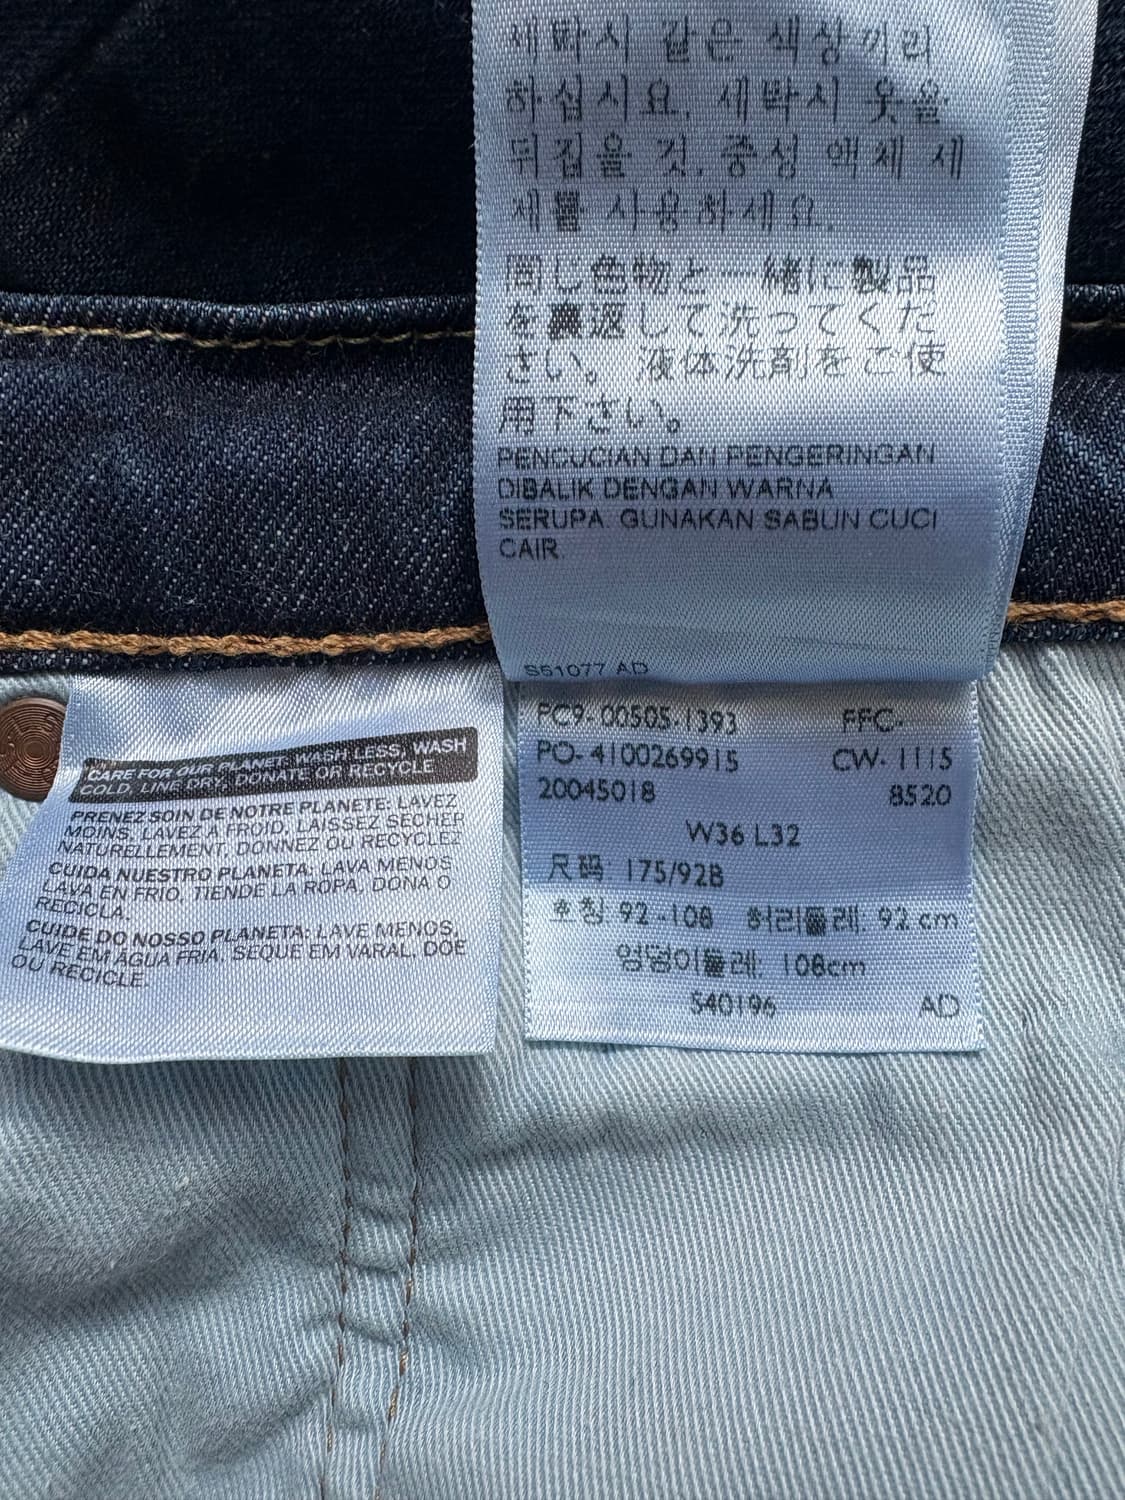 세탁시 같은 색상끼리
하십시요. 세탁시 옷을
뒤집을 것. 중성 액체 세
제를 사용하세요.
同じ色物と一緒に製品
を裏返して洗ってくだ
さい。液体洗剤をご使
用下さい。
PENCUCIAN DAN PENGERINGAN
DIBALIK DENGAN WARNA
SERUPA. GUNAKAN SABUN CUCI
CAIR.
S61077 AD
CARE FOR OUR PLANET: WASH LESS, WASH
COLD, LINE DRY, DONATE OR RECYCLE
PRENEZ SOIN DE NOTRE PLANETE: LAVEZ
MOINS, LAVEZ A FROID, LAISSEZ SECHER
NATURELLEMENT, DONNEZ OU RECYCLEZ
CUIDA NUESTRO PLANETA: LAVA MENOS
LAVA EN FRIO, TIENDE LA ROPA, DONA O
RECICLA.
CUIDE DO NOSSO PLANETA: LAVE MENOS,
LAVE EM ÁGUA FRIA, SEQUE EM VARAL, DOE
OU RECICLE.
PC9-00505-1393 FFC-
PO-4100269915 CW-1115
20045018 8520
W36 L32
尺码: 175/92B
호칭: 92-108 허리둘레: 92 cm
엉덩이둘레: 108cm
S40196 AD